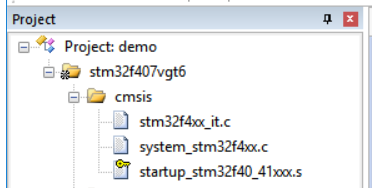 Project
Project: demo
stm32f407vgt6
cmsis
stm32f4xx_it.c
system_stm32f4xx.c
startup_stm32f40_41xxx.s